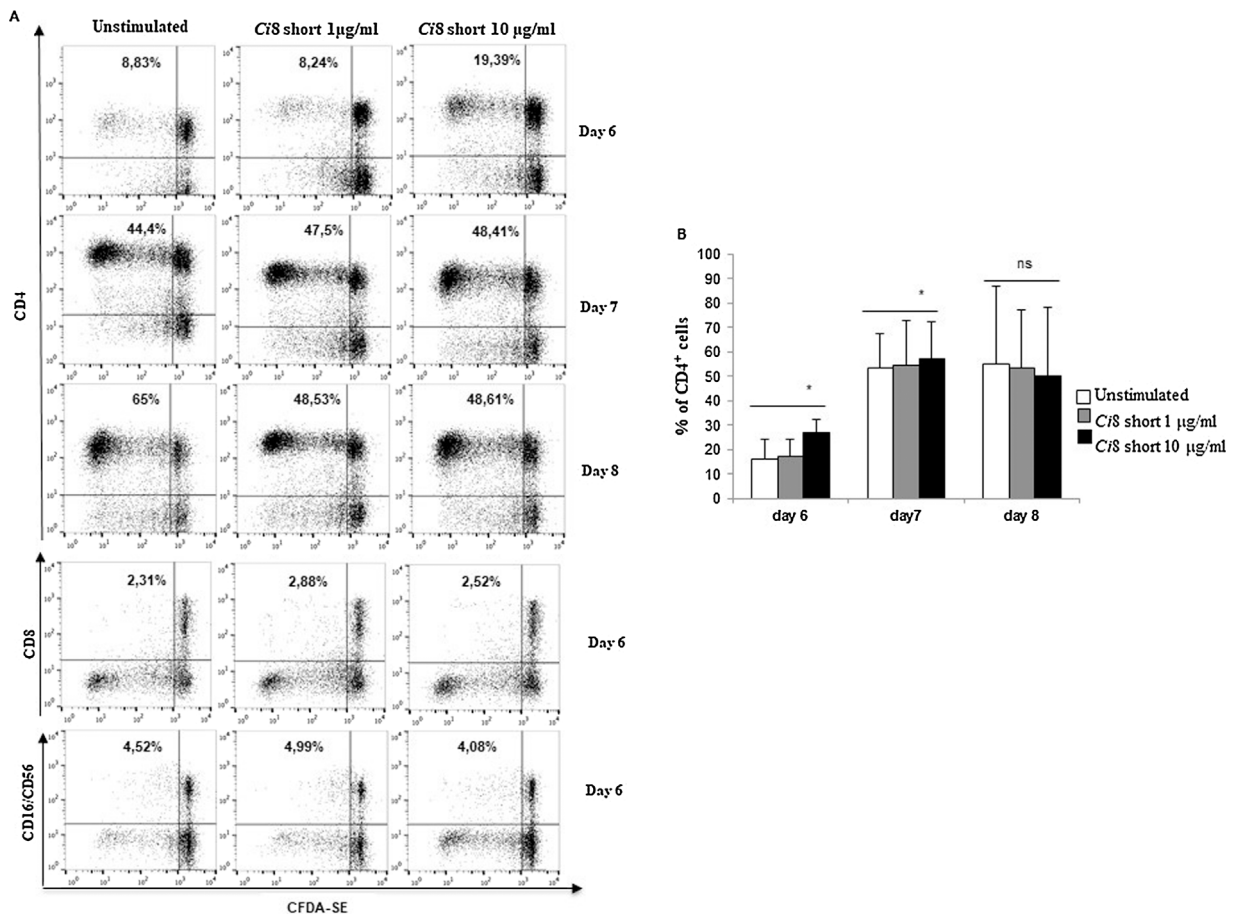 A
Unstimulated
Ci8 short 1µg/ml
Ci8 short 10 µg/ml
8,83%
8,24%
19,39%
Day 6
44,4%
47,5%
48,41%
Day 7
CD4
65%
48,53%
48,61%
Day 8
2,31%
2,88%
2,52%
CD8
Day 6
4,52%
4,99%
4,08%
CD16/CD56
Day 6
CFDA-SE
B
% of CD4+ cells
100
90
80
70
60
50
40
30
20
10
0
*
*
ns
day 6
day7
day 8
Unstimulated
Ci8 short 1 µg/ml
Ci8 short 10 µg/ml